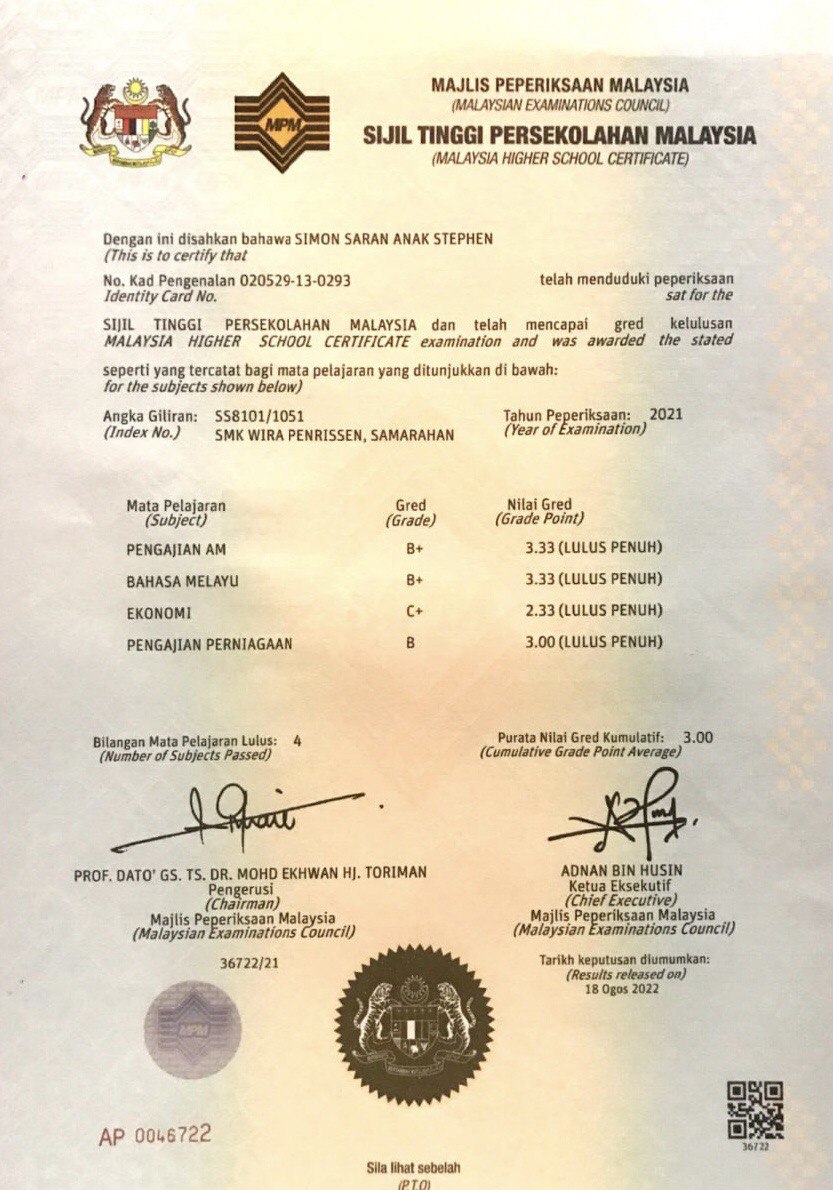 MPM
MAJLIS PEPERIKSAAN MALAYSIA
(MALAYSIAN EXAMINATIONS COUNCIL)
SIJIL TINGGI PERSEKOLAHAN MALAYSIA
(MALAYSIA HIGHER SCHOOL CERTIFICATE)
Dengan ini disahkan bahawa SIMON SARAN ANAK STEPHEN
(This is to certify that
No. Kad Pengenalan 020529-13-0293 telah menduduki peperiksaan
Identity Card No. sat for the
SIJIL TINGGI PERSEKOLAHAN MALAYSIA dan telah mencapai gred kelulusan
MALAYSIA HIGHER SCHOOL CERTIFICATE examination and was awarded the stated
seperti yang tercatat bagi mata pelajaran yang ditunjukkan di bawah:
for the subjects shown below)
Angka Giliran: SS8101/1051 Tahun Peperiksaan: 2021
(Index No.) SMK WIRA PENRISSEN, SAMARAHAN (Year of Examination)
Mata Pelajaran Gred Nilai Gred
(Subject) (Grade) (Grade Point)
PENGAJIAN AM B+ 3.33 (LULUS PENUH)
BAHASA MELAYU B+ 3.33 (LULUS PENUH)
EKONOMI C+ 2.33 (LULUS PENUH)
PENGAJIAN PERNIAGAAN B 3.00 (LULUS PENUH)
Bilangan Mata Pelajaran Lulus: 4 Purata Nilai Gred Kumulatif: 3.00
(Number of Subjects Passed) (Cumulative Grade Point Average)
PROF. DATO' GS. TS. DR. MOHD EKHWAN HJ. TORIMAN
Pengerusi
(Chairman)
Majlis Peperiksaan Malaysia
(Malaysian Examinations Council)
36722/21
ADNAN BIN HUSIN
Ketua Eksekutif
(Chief Executive)
Majlis Peperiksaan Malaysia
(Malaysian Examinations Council)
Tarikh keputusan diumumkan:
(Results released on)
18 Ogos 2022
MPM
AP 0046722
36722
Sila lihat sebelah
(P.T.O)